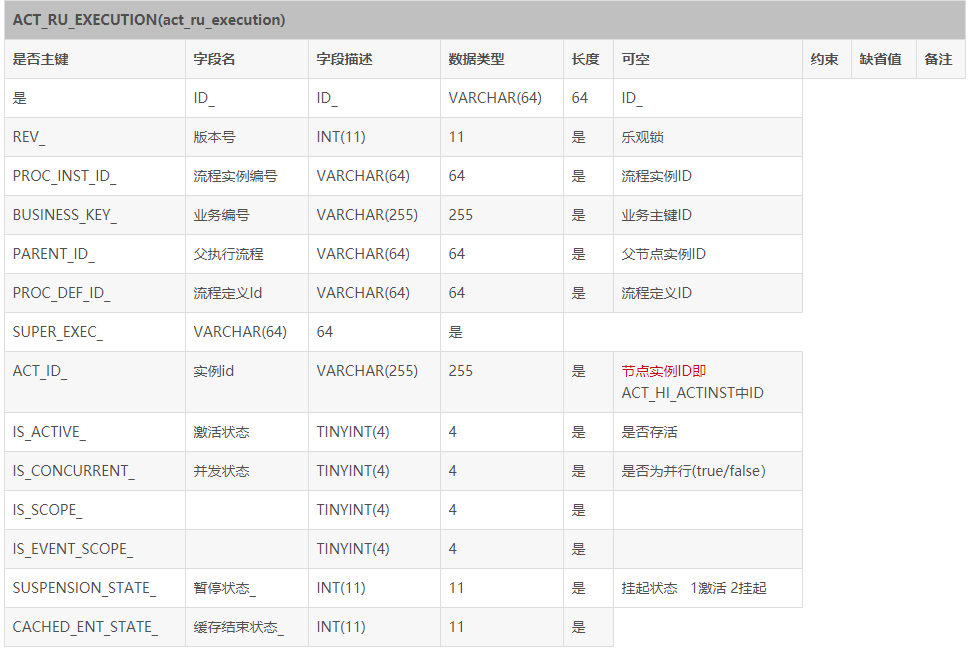 ACT_RU_EXECUTION(act_ru_execution)
是否主键 字段名 字段描述 数据类型 长度 可空 约束 缺省值 备注
是 ID_ ID_ VARCHAR(64) 64 ID_
REV_ 版本号 INT(11) 11 是 乐观锁
PROC_INST_ID_ 流程实例编号 VARCHAR(64) 64 是 流程实例ID
BUSINESS_KEY_ 业务编号 VARCHAR(255) 255 是 业务主键ID
PARENT_ID_ 父执行流程 VARCHAR(64) 64 是 父节点实例ID
PROC_DEF_ID_ 流程定义Id VARCHAR(64) 64 是 流程定义ID
SUPER_EXEC_ VARCHAR(64) 64 是
ACT_ID_ 实例id VARCHAR(255) 255 是 节点实例ID即
ACT_HI_ACTINST中ID
IS_ACTIVE_ 激活状态 TINYINT(4) 4 是 是否存活
IS_CONCURRENT_ 并发状态 TINYINT(4) 4 是 是否为并行(true/false）
IS_SCOPE_ TINYINT(4) 4 是
IS_EVENT_SCOPE_ TINYINT(4) 4 是
SUSPENSION_STATE_ 暂停状态_ INT(11) 11 是 挂起状态 1激活 2挂起
CACHED_ENT_STATE_ 缓存结束状态_ INT(11) 11 是